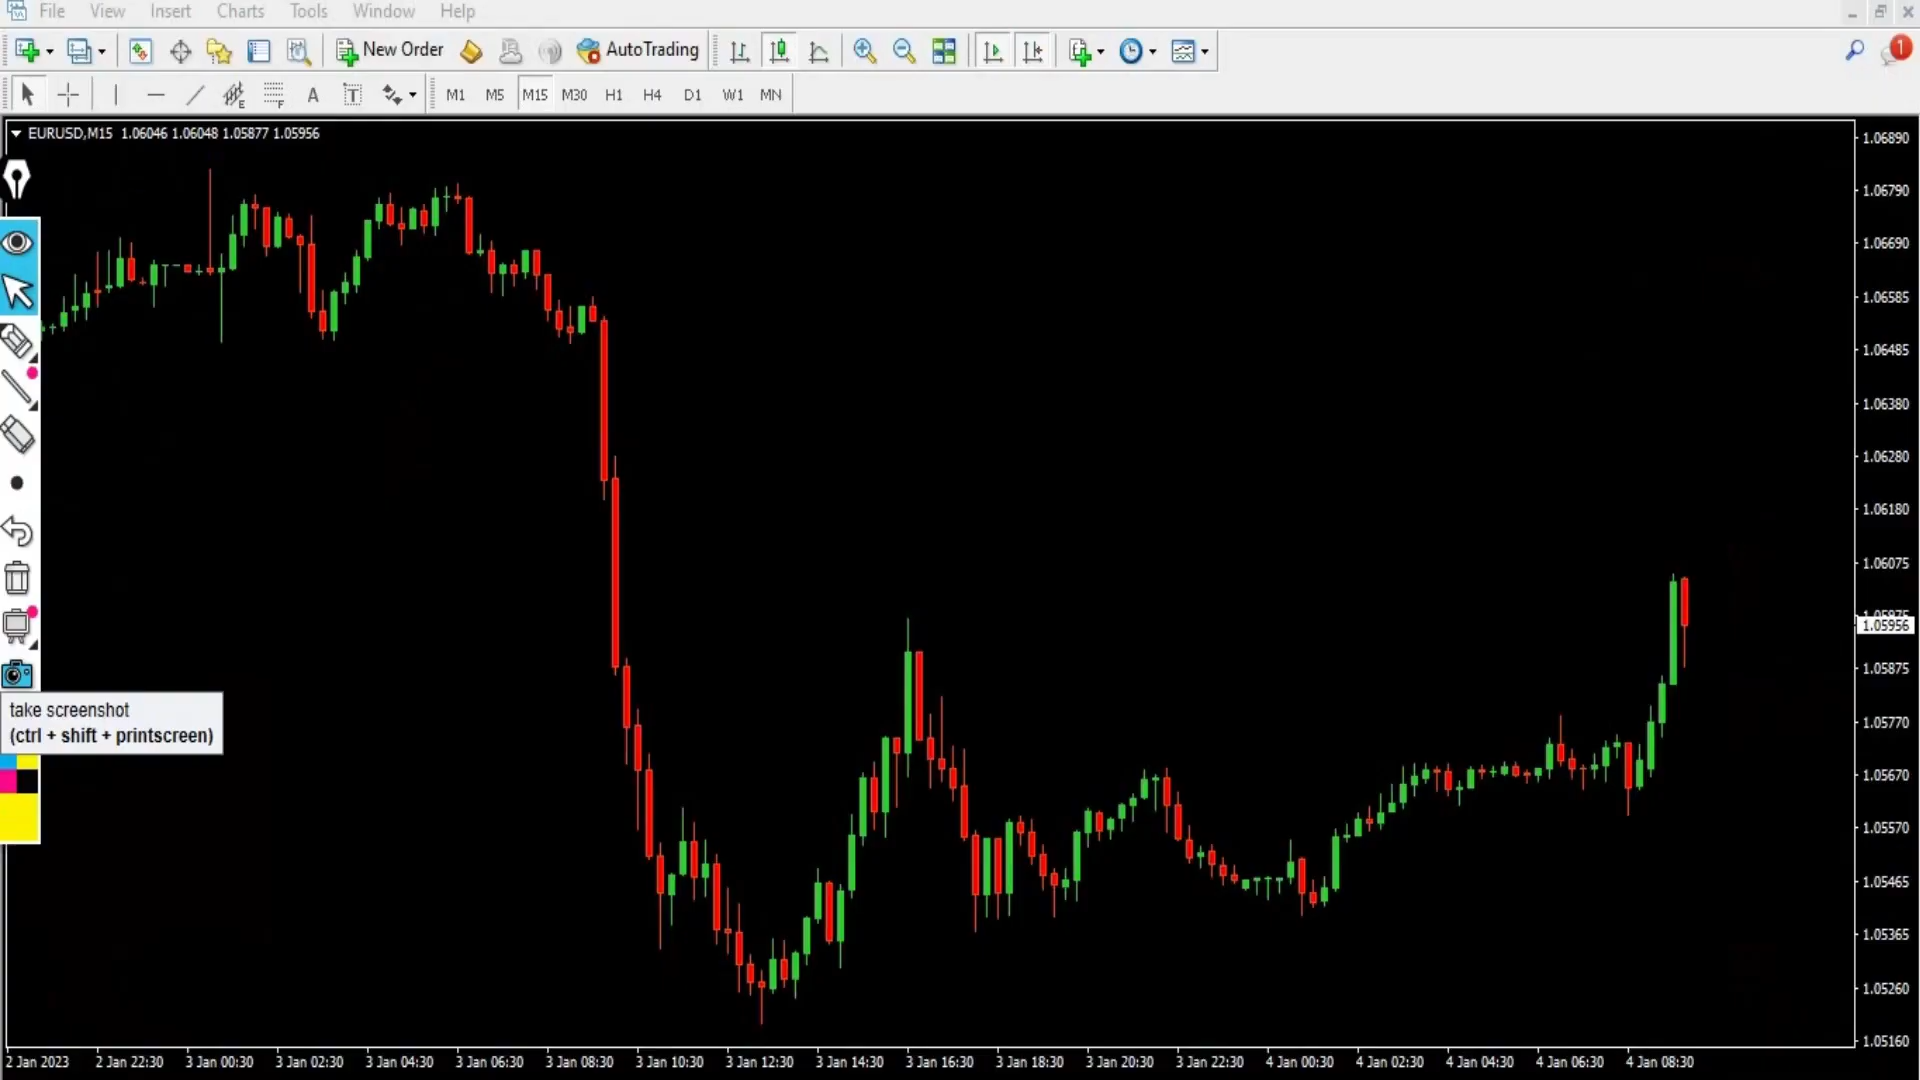 File View Insert Charts Tools Window Help
New Order AutoTrading 1
E F A T M1 M5 M15 M30 H1 H4 D1 W1 MN
EURUSD,M15 1.06046 1.06048 1.05877 1.05956
1.06890
1.06790
1.06690
1.06585
1.06485
1.06380
1.06280
1.06180
1.06075
1.05975
1.05956
1.05875
take screenshot
(ctrl + shift + printscreen)
1.05770
1.05670
1.05570
1.05465
1.05365
1.05260
1.05160
2 Jan 2023 2 Jan 22:30 3 Jan 00:30 3 Jan 02:30 3 Jan 04:30 3 Jan 06:30 3 Jan 08:30 3 Jan 10:30 3 Jan 12:30 3 Jan 14:30 3 Jan 16:30 3 Jan 18:30 3 Jan 20:30 3 Jan 22:30 4 Jan 00:30 4 Jan 02:30 4 Jan 04:30 4 Jan 06:30 4 Jan 08:30